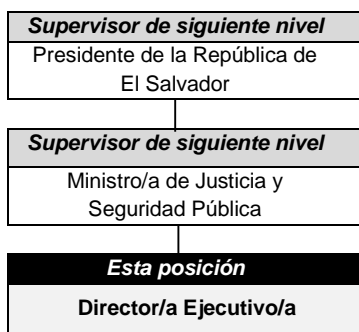 Supervisor de siguiente nivel
Presidente de la República de
El Salvador
Supervisor de siguiente nivel
Ministro/a de Justicia y
Seguridad Pública
Esta posición
Director/a Ejecutivo/a